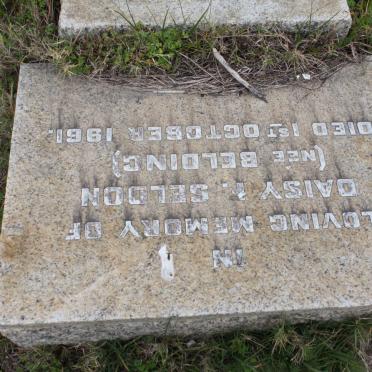 IN
LOVING MEMORY OF
DAISY SELDON
(NEE BELDING)
DIED 1ST OCTOBER 1961.